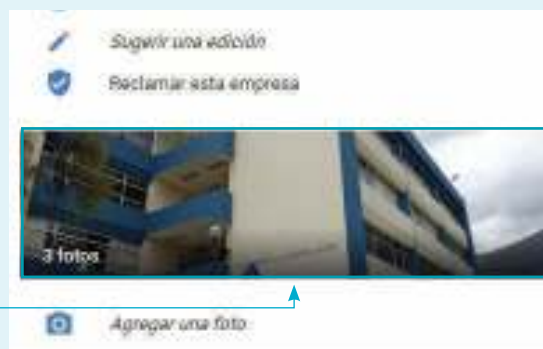 Sugerir una edición
Reclamar esta empresa
3 fotos
Agregar una foto